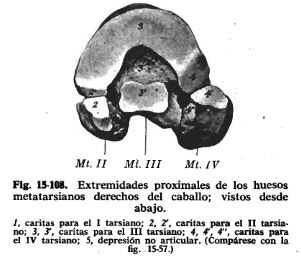 3
5
3'
2
4'
Mt. II Mt. III Mt. IV
Fig. 15-108. Extremidades proximales de los huesos
metatarsianos derechos del caballo; vistos desde
abajo.
1, caritas para el I tarsiano; 2, 2', caritas para el II tarsia-
no; 3, 3', caritas para el III tarsiano; 4, 4', 4'', caritas para
el IV tarsiano; 5, depresión no articular. (Compárese con la
fig. 15-57.)